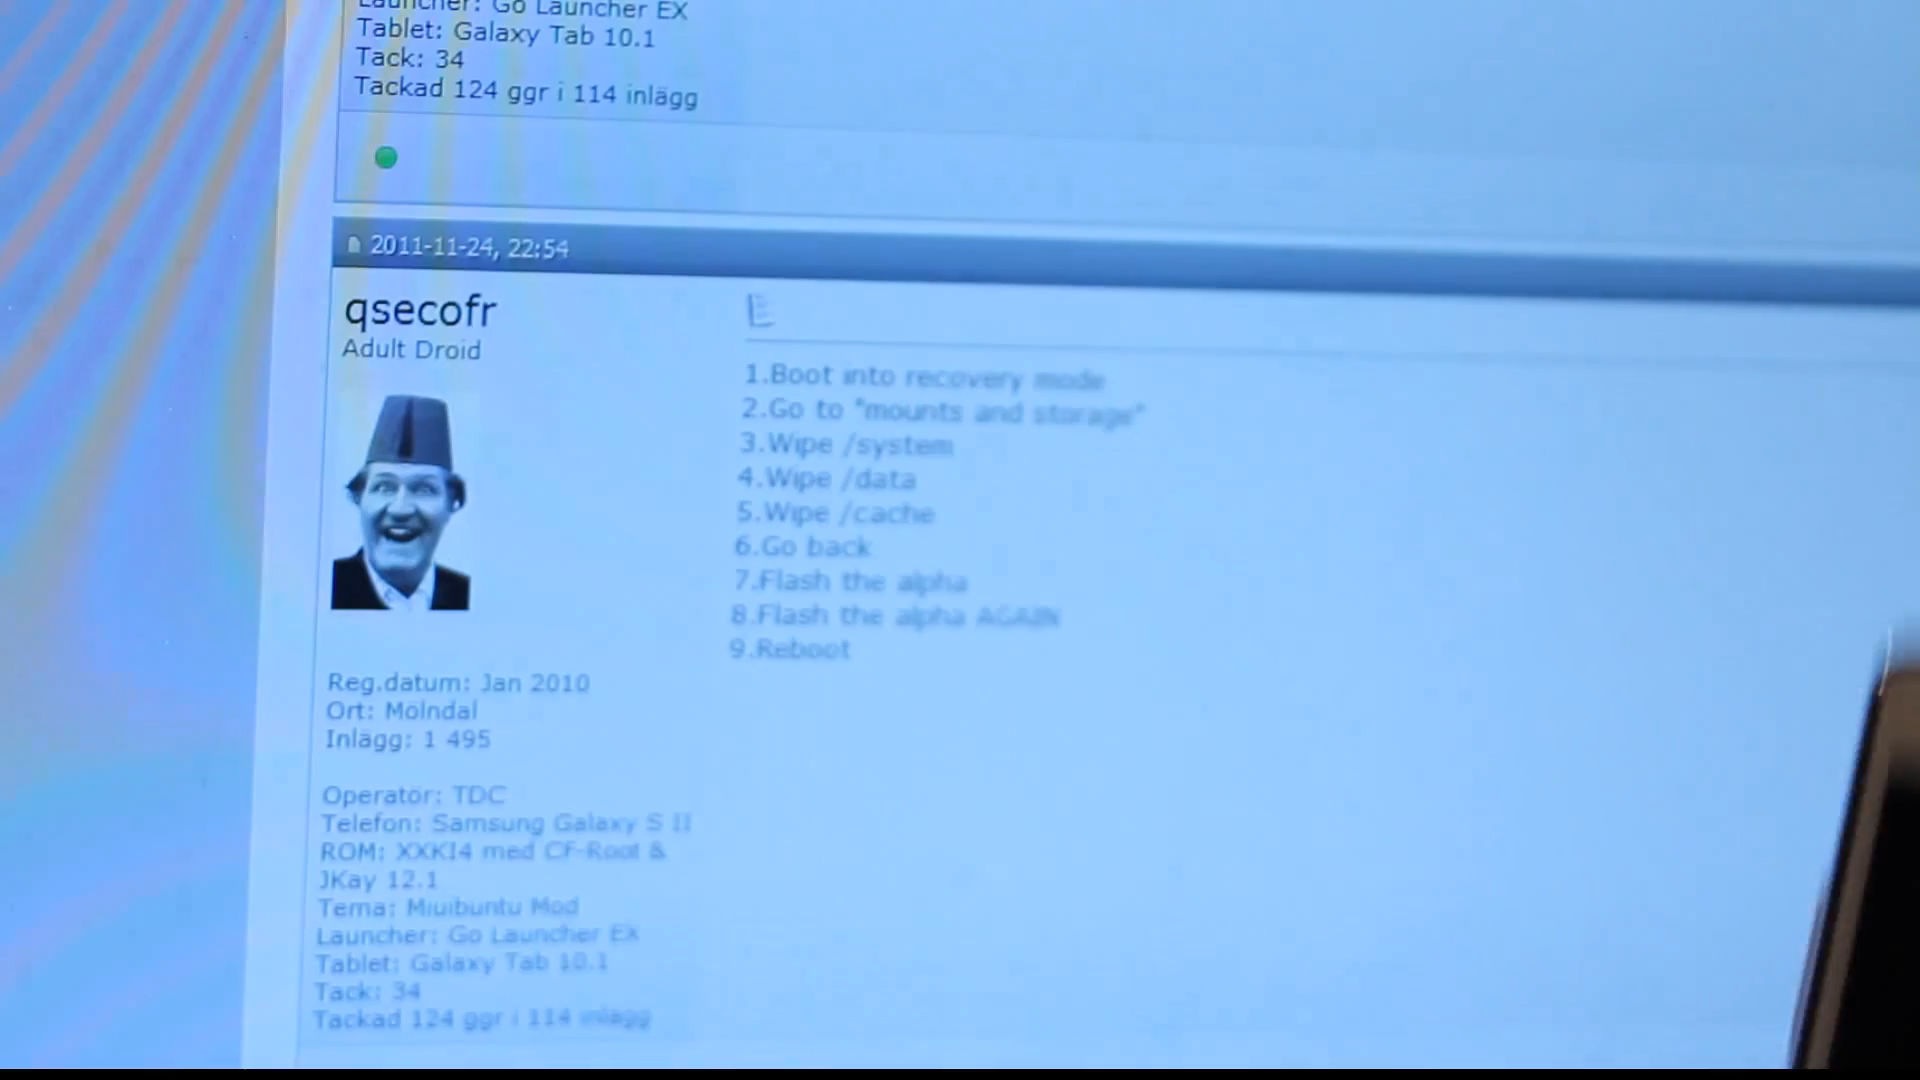 Launcher: Go Launcher EX
Tablet: Galaxy Tab 10.1
Tack: 34
Tackad 124 ggr i 114 inlägg
2011-11-24, 22:54
qsecofr
Adult Droid
1.Boot into recovery mode
2.Go to "mounts and storage"
3.Wipe /system
4.Wipe /data
5.Wipe /cache
6.Go back
7.Flash the alpha
8.Flash the alpha AGAIN
9.Reboot
Reg.datum: Jan 2010
Ort: Mölndal
Inlägg: 1 495
Operatör: TDC
Telefon: Samsung Galaxy S II
ROM: XXKI4 med CF-Root &
JKay 12.1
Tema: Miuibuntu Mod
Launcher: Go Launcher EX
Tablet: Galaxy Tab 10.1
Tack: 34
Tackad 124 ggr i 114 inlägg